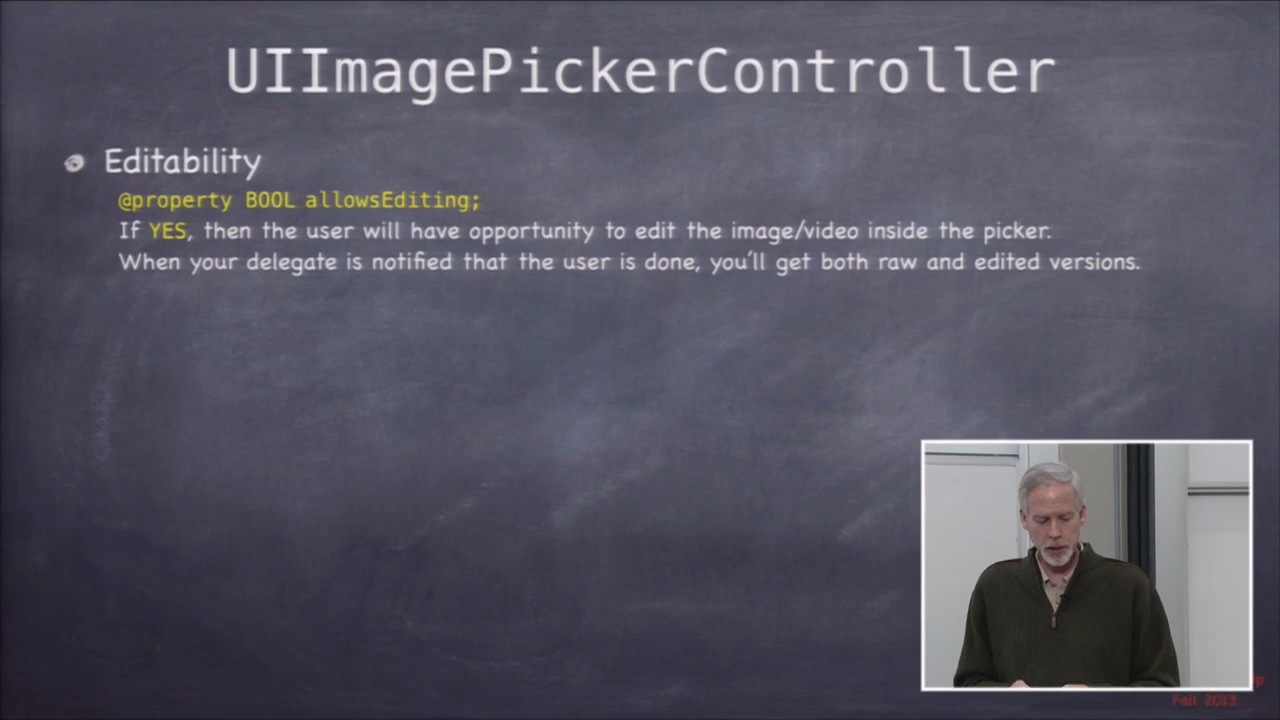 UIImagePickerController
Editability
@property BOOL allowsEditing;
If YES, then the user will have opportunity to edit the image/video inside the picker.
When your delegate is notified that the user is done, you'll get both raw and edited versions.
Fall 2013